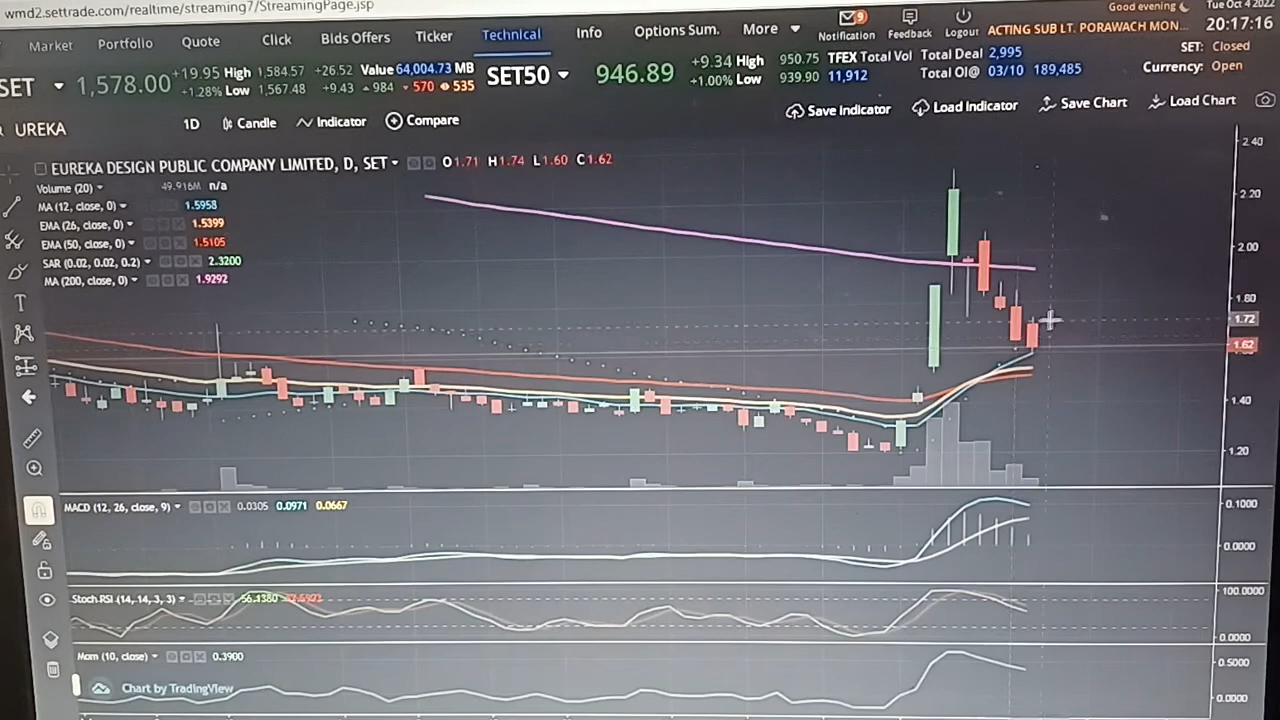 wmd2.settrade.com/realtime/streaming7/StreamingPage.jsp
Good evening
Tue Oct 4 2022
Market Portfolio Quote Click Bids Offers Ticker Technical Info Options Sum. More
9
Notification Feedback Logout
ACTING SUB LT. PORAWACH MON...
20:17:16
SET 1,578.00 +19.95 High 1,584.57 +26.52 Value 64,004.73 MB
+1.28% Low 1,567.48 +9.43 984 570 535
SET50 946.89 +9.34 High 950.75 TFEX Total Vol Total Deal 2,995
+1.00% Low 939.90 11,912 Total OI@ 03/10 189,485
SET: Closed
Currency: Open
UREKA 1D Candle Indicator Compare Save Indicator Load Indicator Save Chart Load Chart
EUREKA DESIGN PUBLIC COMPANY LIMITED, D, SET O1.71 H1.74 L1.60 C1.62
Volume (20) 49.916M n/a
MA (12, close, 0) 1.5958
EMA (26, close, 0) 1.5399
EMA (50, close, 0) 1.5105
SAR (0.02, 0.02, 0.2) 2.3200
MA (200, close, 0) 1.9292
2.40
2.20
2.00
1.80
1.72
1.62
1.40
1.20
MACD (12, 26, close, 9) 0.0305 0.0971 0.0667
0.1000
0.0000
Stoch RSI (14, 14, 3, 3) 56.1380
100.0000
0.0000
Mom (10, close) 0.3900
0.5000
0.0000
Chart by TradingView